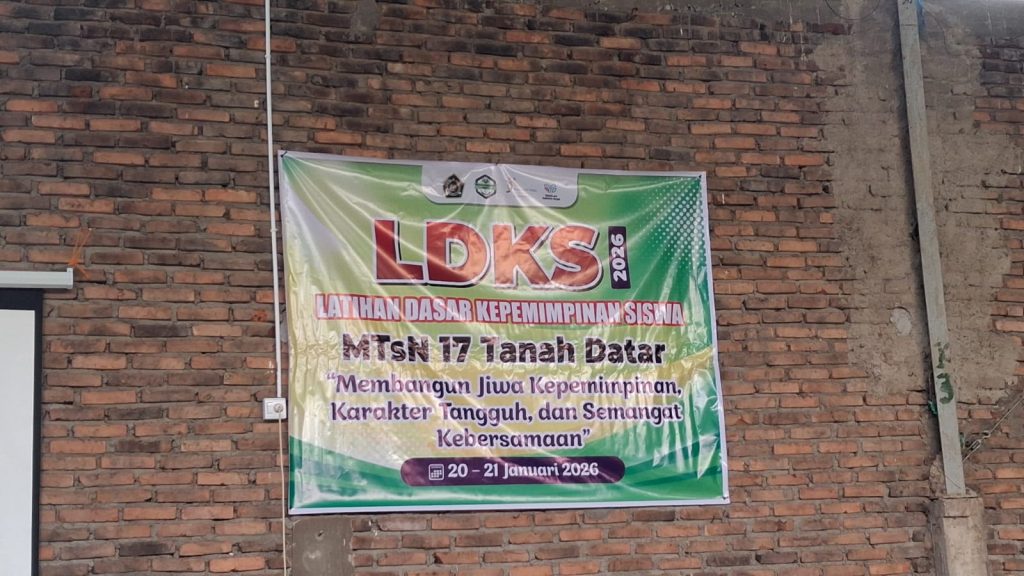 LDKS 2026
LATIHAN DASAR KEPEMIMPINAN SISWA
MTsN 17 Tanah Datar
“Membangun Jiwa Kepemimpinan,
Karakter Tangguh, dan Semangat
Kebersamaan”
20 - 21 Januari 2026